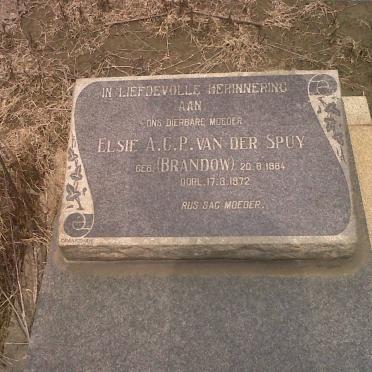 IN LIEFDEVOLLE HERINNERING
AAN
ONS DIERBARE MOEDER
ELSIE A.C.P. VAN DER SPUY
GEB. (BRANDOW) 20.8.1884
OORL. 17.8.1972
RUS SAG MOEDER.